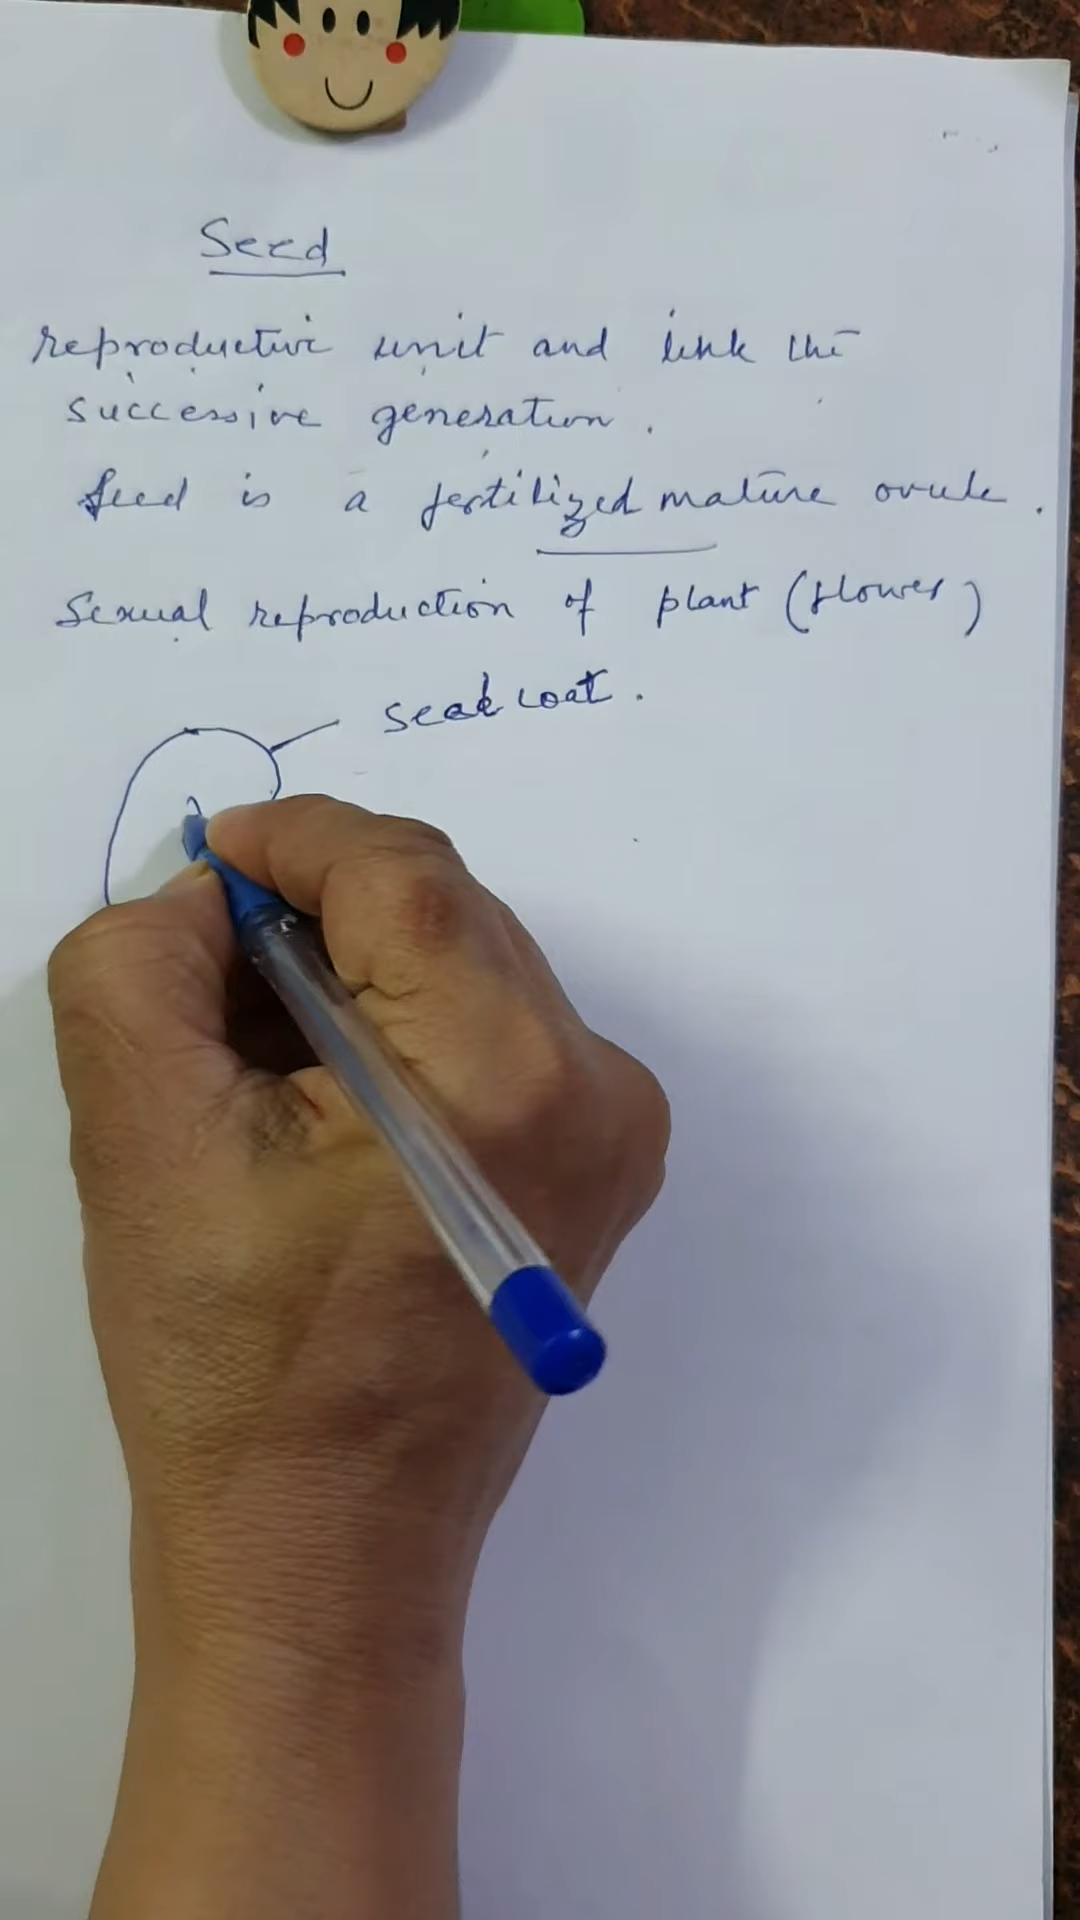 Seed
reproductive unit and link the
successive generation.
Seed is a fertilized mature ovule.
Sexual reproduction of plant (flower)
Seed coat.